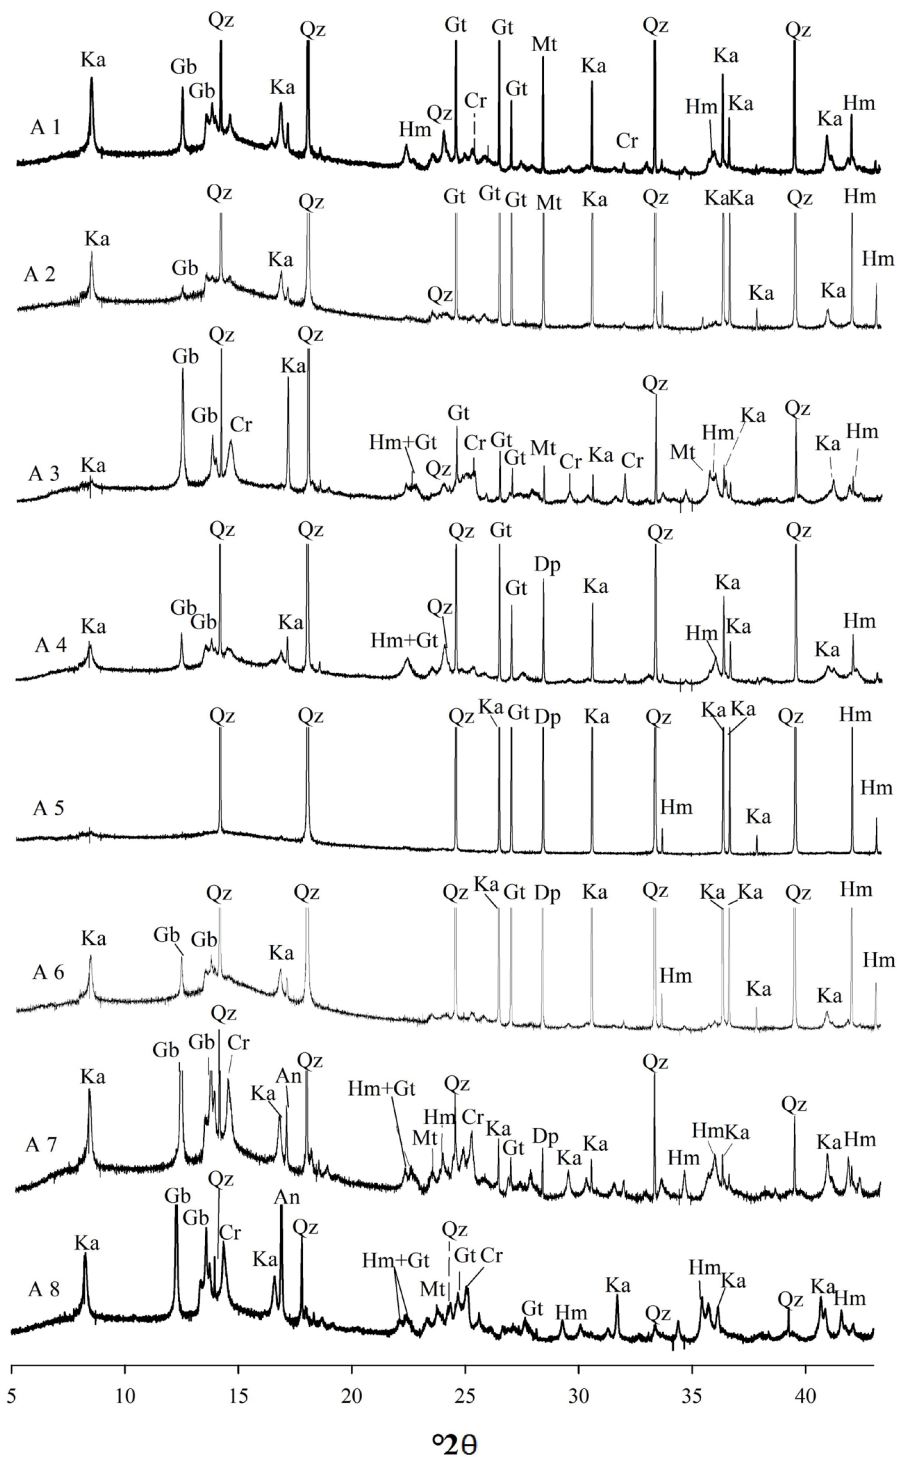 Qz Qz Gt Gt Mt Qz Qz
Ka Gb Gb Ka Hm Qz Cr Gt Ka Cr Hm Ka Ka Ka Hm
A 1
Qz Qz Gt Gt Gt Mt Ka Qz Ka Ka Qz Hm
Ka Gb Ka Qz Ka Ka Hm
A 2
Qz Qz Qz Qz
Gb Gb Cr Ka Gt Ka
Ka Hm+Gt Qz Cr Gt Gt Mt Cr Ka Cr Mt Hm Ka Hm
A 3
Qz Qz Qz Gt Qz Qz
Ka Gb Gb Ka Hm+Gt Qz Gt Dp Ka Hm Ka Ka Ka Hm
A 4
Qz Qz Qz Ka Gt Dp Ka Qz Ka Ka Qz Hm
Hm Ka Hm
A 5
Qz Qz Qz Ka Gt Dp Ka Qz Ka Ka Qz Hm
Ka Gb Gb Ka Hm Ka Ka Hm
A 6
Qz Qz Qz
Ka Gb Gb Cr Ka An Qz Hm+Gt Mt Hm Qz Cr Ka Gt Dp Ka Ka Hm Hm Ka Ka Hm
A 7
Qz
Ka Gb Gb Cr Ka An Qz Hm+Gt Mt Qz Gt Cr Gt Hm Ka Qz Hm Ka Qz Ka Hm
A 8
5 10 15 20 25 30 35 40
°2θ